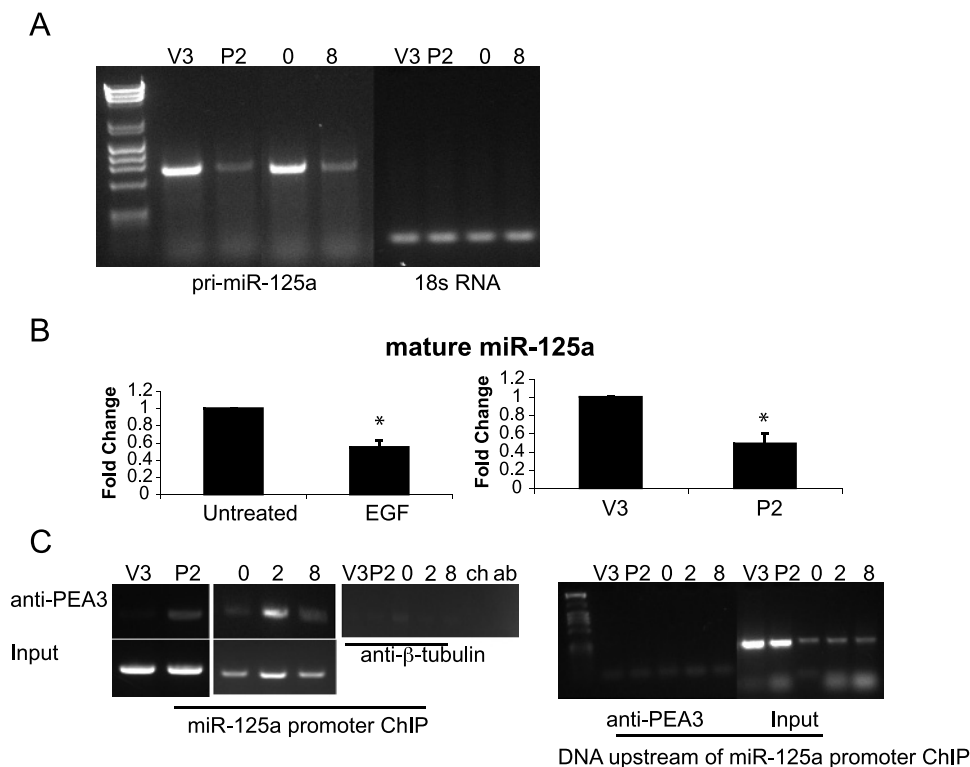 A
V3 P2 0 8 V3 P2 0 8
pri-miR-125a 18s RNA
B
mature miR-125a
Fold Change
1.2
1
0.8
0.6
0.4
0.2
0
*
Untreated EGF
Fold Change
1.2
1
0.8
0.6
0.4
0.2
0
*
V3 P2
C
V3 P2 0 2 8 V3P2 0 2 8 ch ab
anti-PEA3
Input
anti-β-tubulin
miR-125a promoter ChIP
V3 P2 0 2 8 V3 P2 0 2 8
anti-PEA3 Input
DNA upstream of miR-125a promoter ChIP